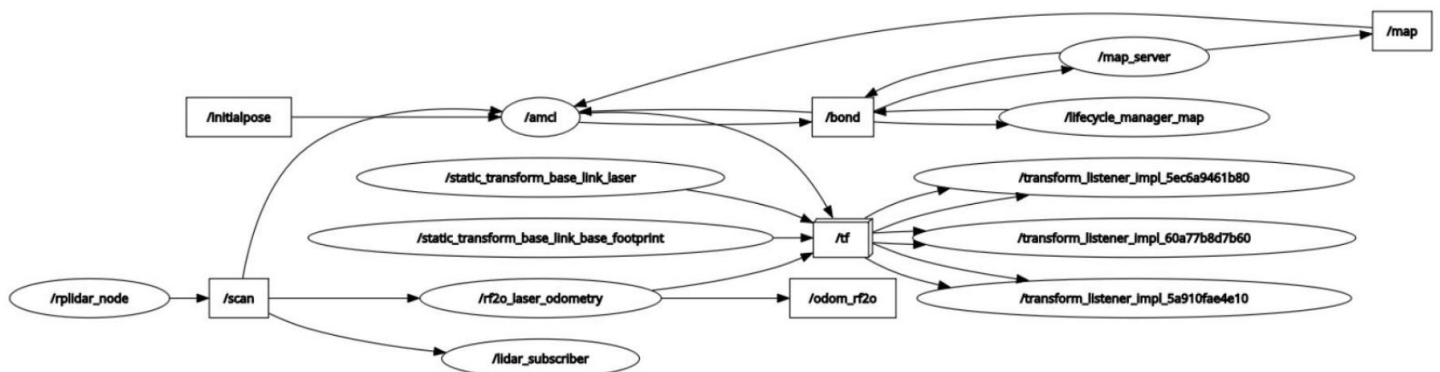 /map
/map_server
/initialpose
/amcl
/bond
/lifecycle_manager_map
/static_transform_base_link_laser
/transform_listener_impl_5ec6a9461b80
/static_transform_base_link_base_footprint
/tf
/transform_listener_impl_60a77b8d7b60
/rplidar_node
/scan
/rf2o_laser_odometry
/odom_rf2o
/transform_listener_impl_5a910fae4e10
/lidar_subscriber